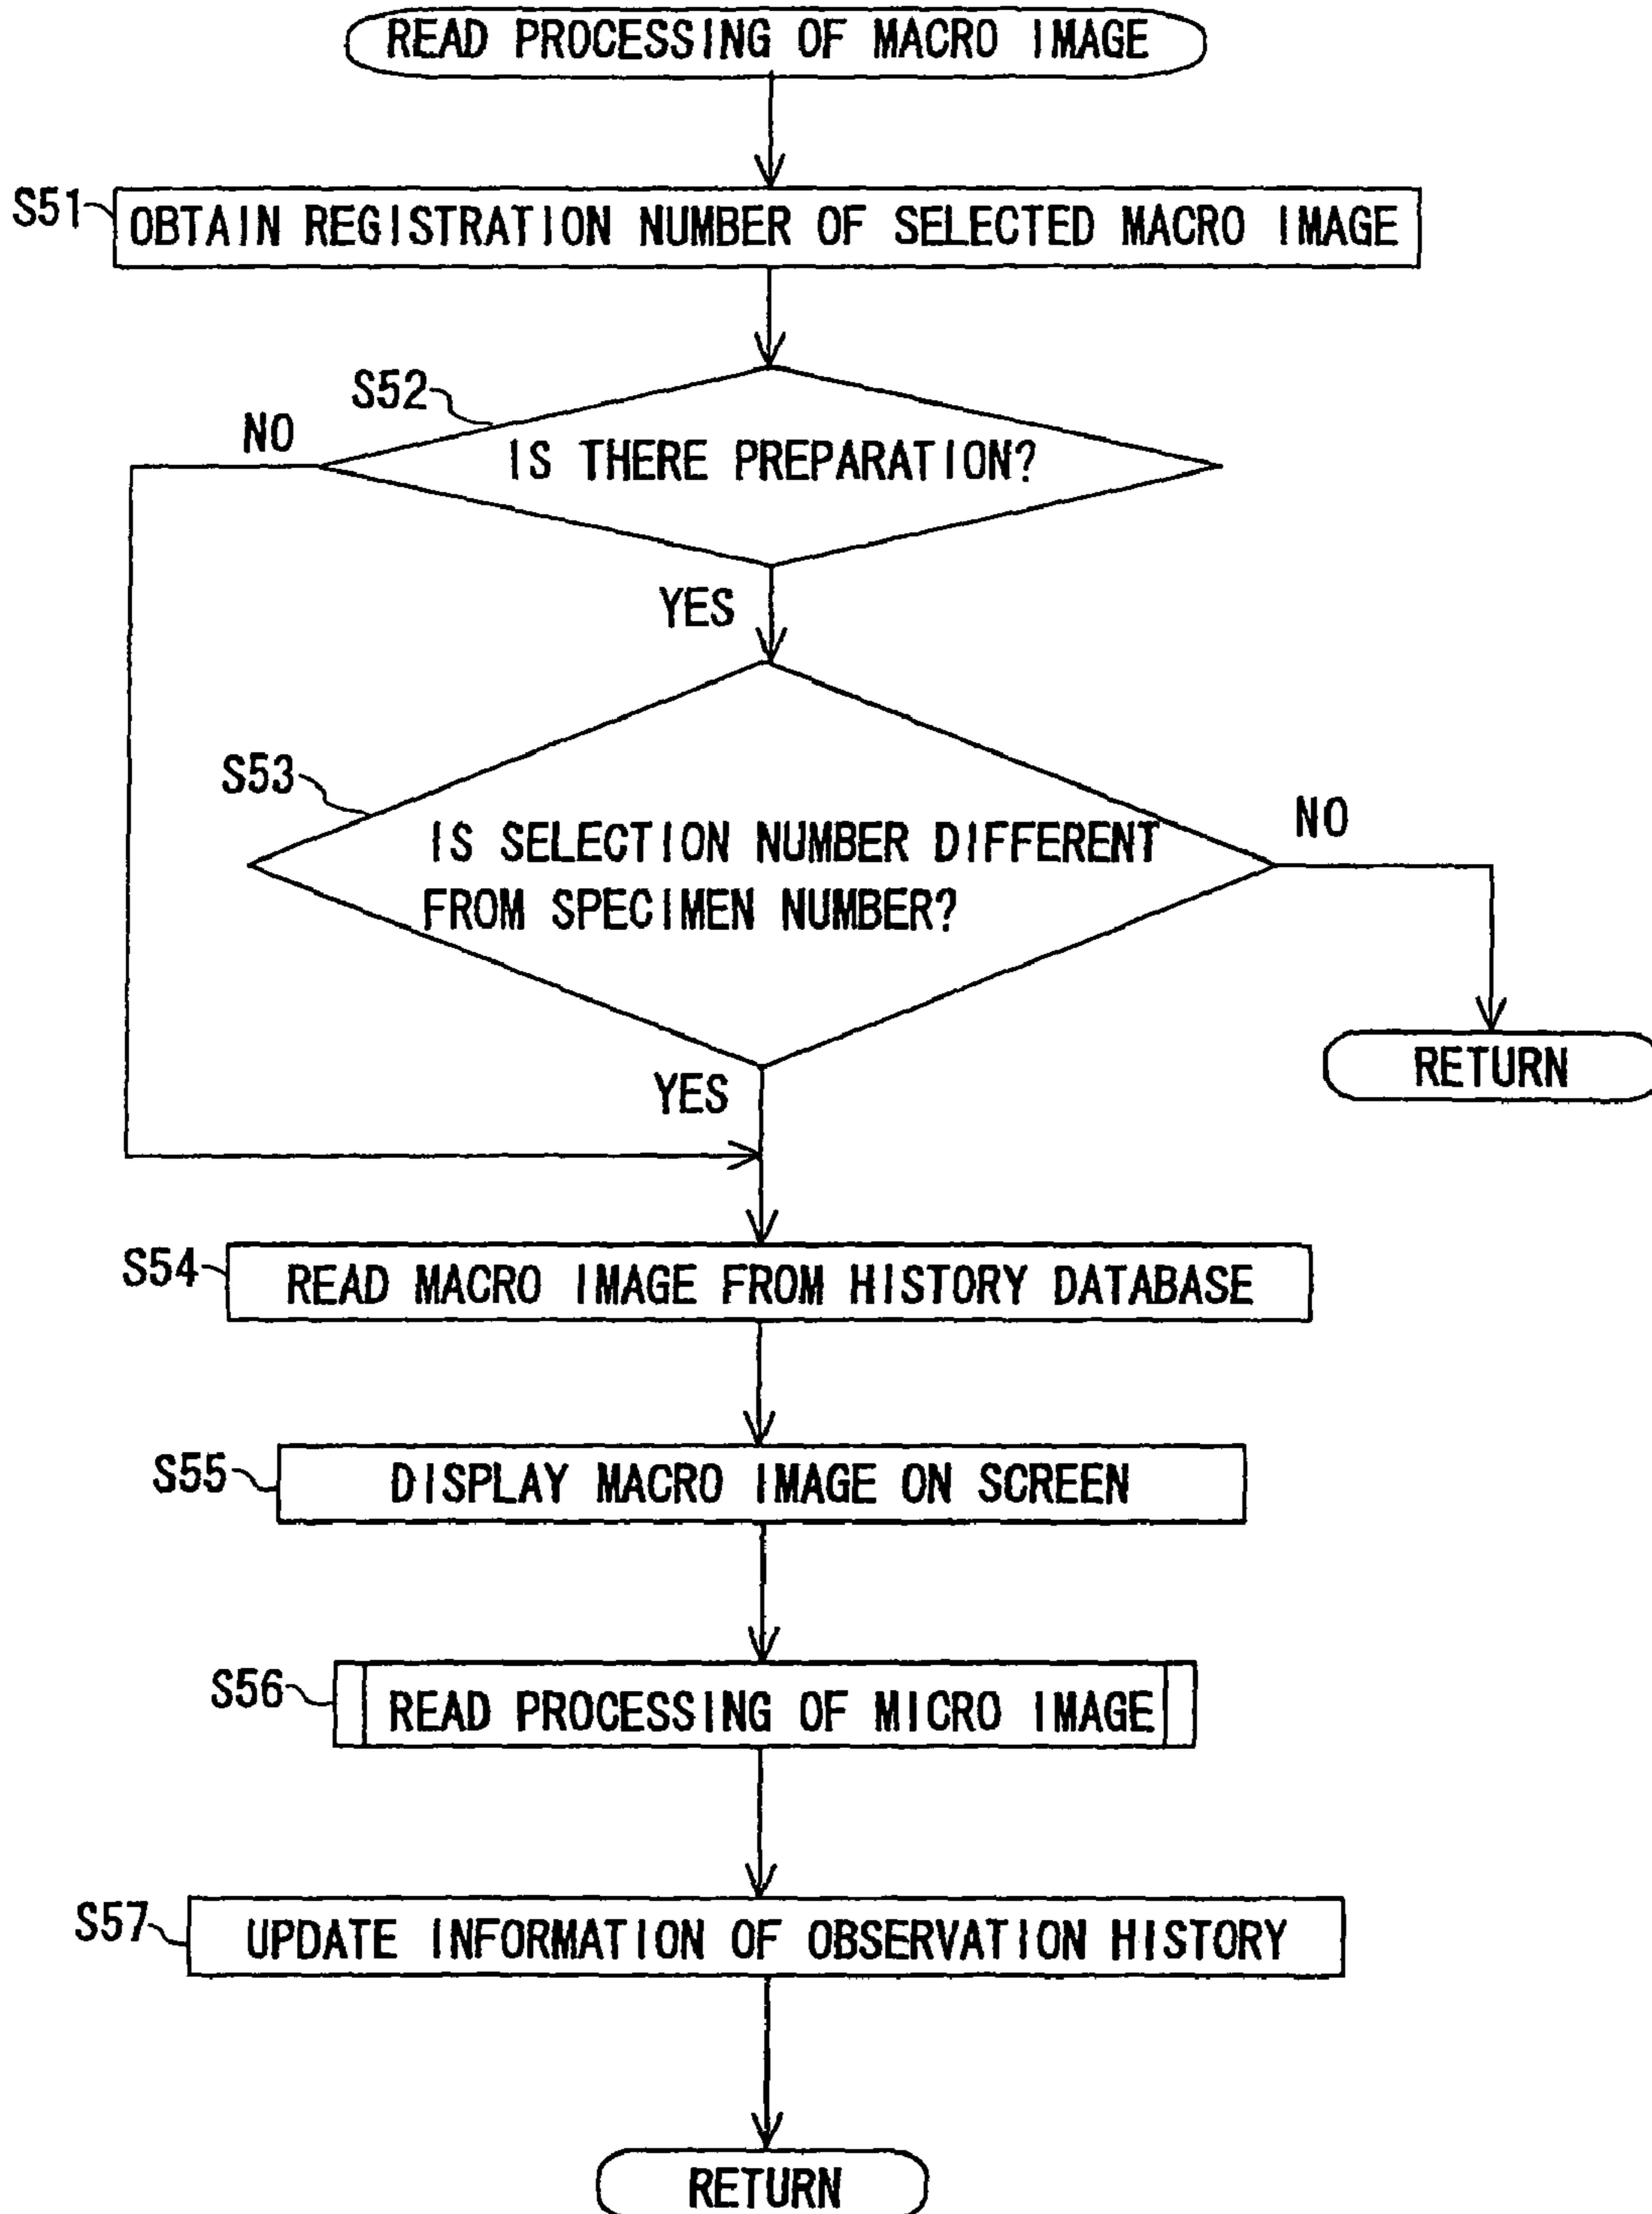 READ PROCESSING OF MACRO IMAGE
S51
OBTAIN REGISTRATION NUMBER OF SELECTED MACRO IMAGE
S52
NO
IS THERE PREPARATION?
YES
S53
IS SELECTION NUMBER DIFFERENT
FROM SPECIMEN NUMBER?
NO
RETURN
YES
S54
READ MACRO IMAGE FROM HISTORY DATABASE
S55
DISPLAY MACRO IMAGE ON SCREEN
S56
READ PROCESSING OF MICRO IMAGE
S57
UPDATE INFORMATION OF OBSERVATION HISTORY
RETURN